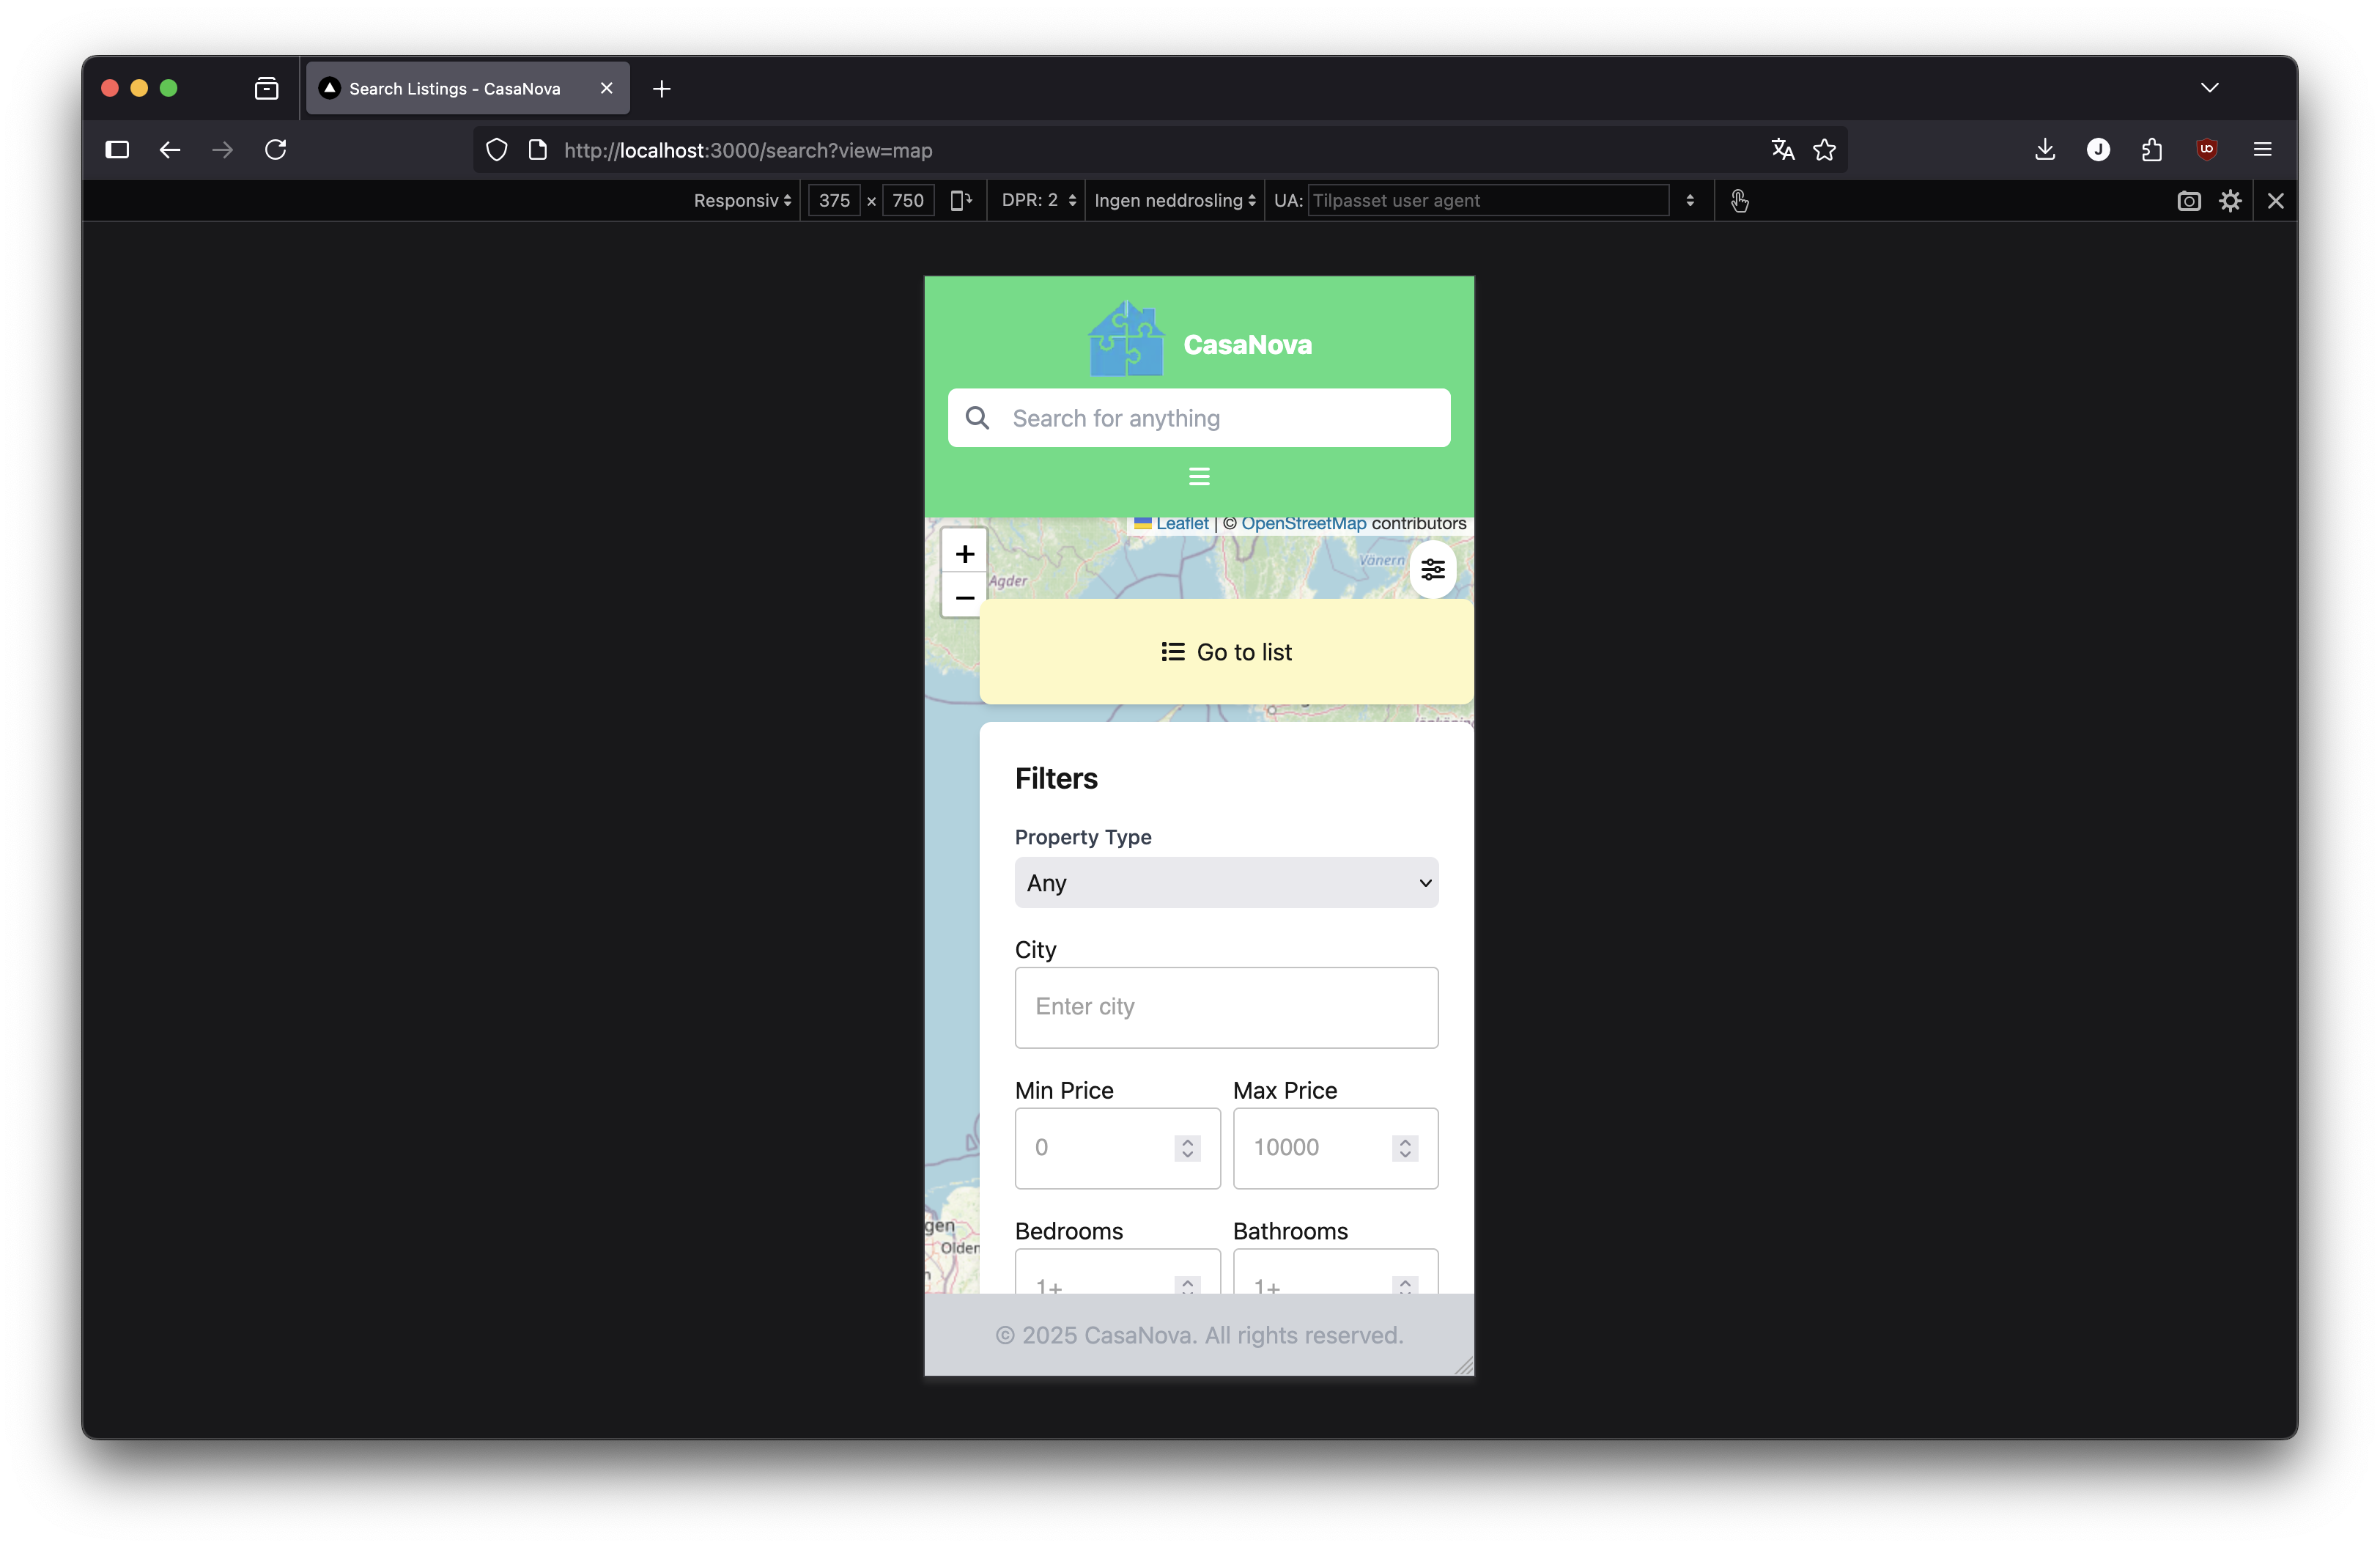 Search Listings - CasaNova
http://localhost:3000/search?view=map
Responsiv 375 × 750 DPR: 2 Ingen neddrosling UA: Tilpasset user agent
CasaNova
Search for anything
Leaflet | © OpenStreetMap contributors
+
Vänern
Agder
−
Go to list
Filters
Property Type
Any
City
Enter city
Min Price Max Price
0 10000
gen
Bedrooms Bathrooms
Olden
1+ 1+
© 2025 CasaNova. All rights reserved.